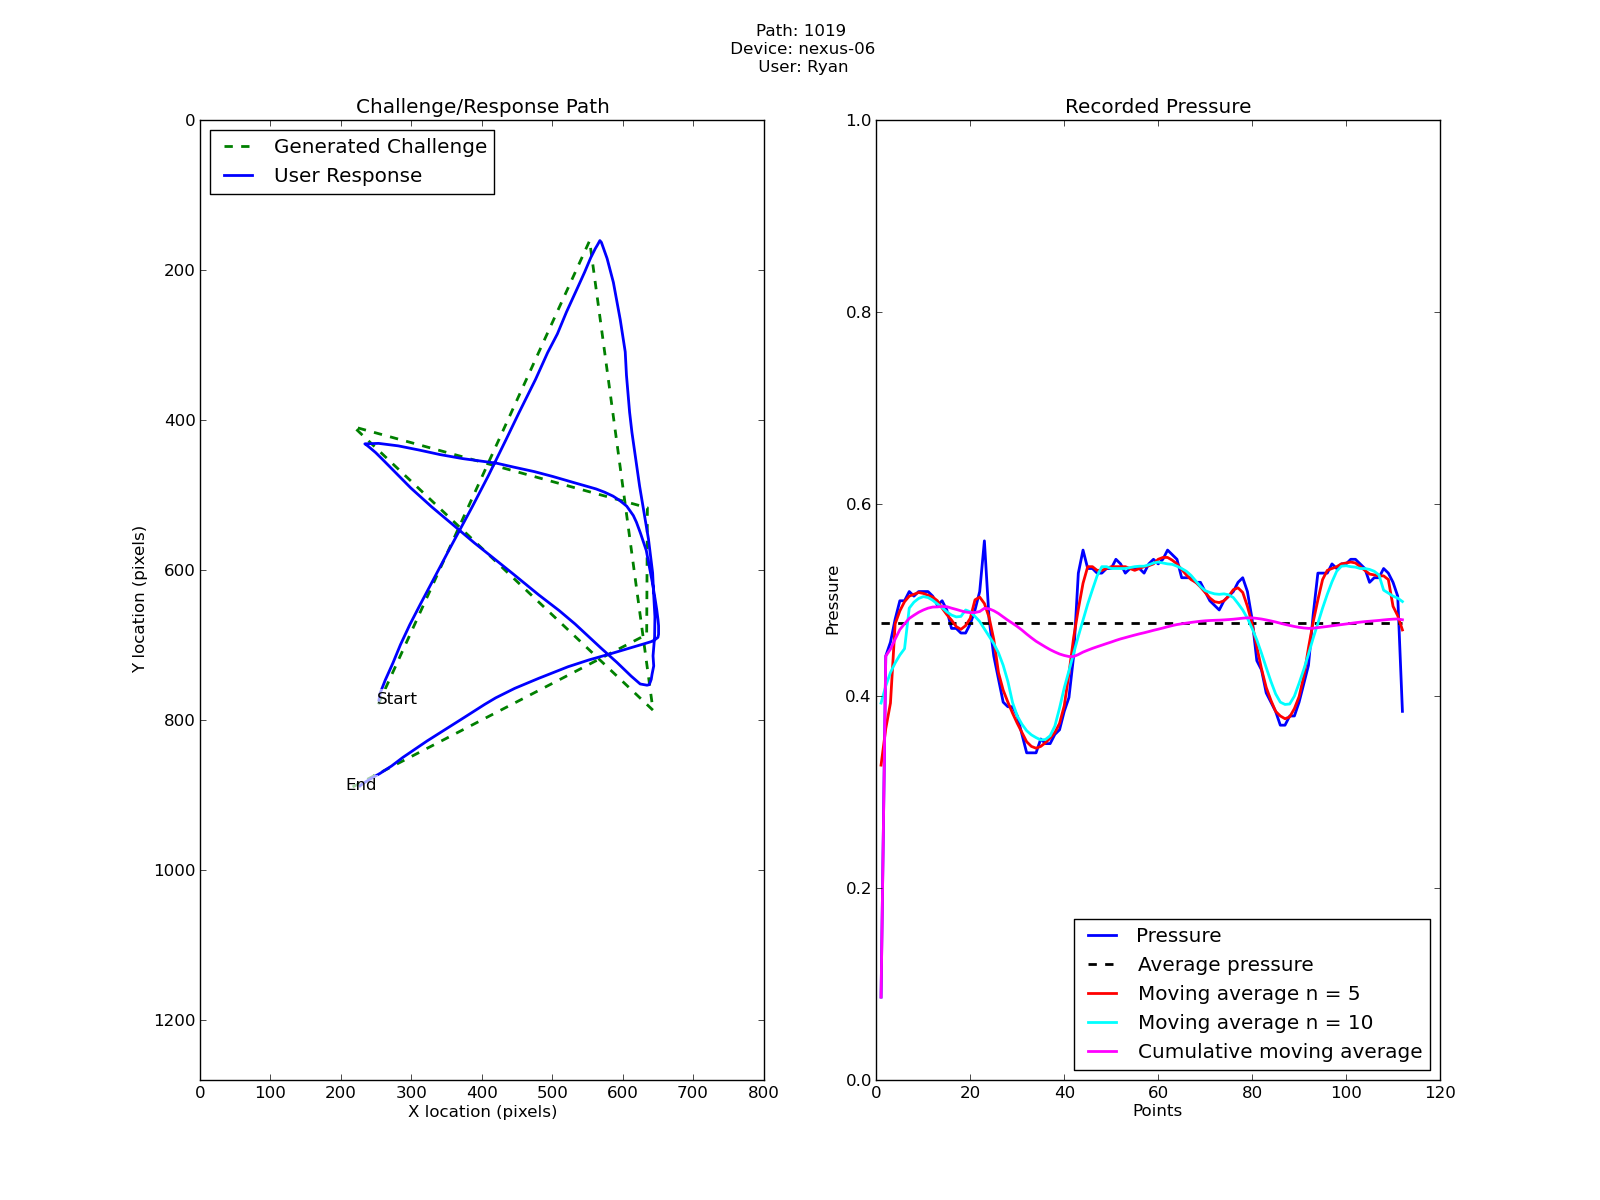 Path: 1019
Device: nexus-06
User: Ryan
Challenge/Response Path
Generated Challenge
User Response
0
200
400
600
800
1000
1200
Y location (pixels)
Start
End
0 100 200 300 400 500 600 700 800
X location (pixels)
Recorded Pressure
1.0
0.8
0.6
0.4
0.2
0.0
Pressure
Pressure
Average pressure
Moving average n = 5
Moving average n = 10
Cumulative moving average
0 20 40 60 80 100 120
Points